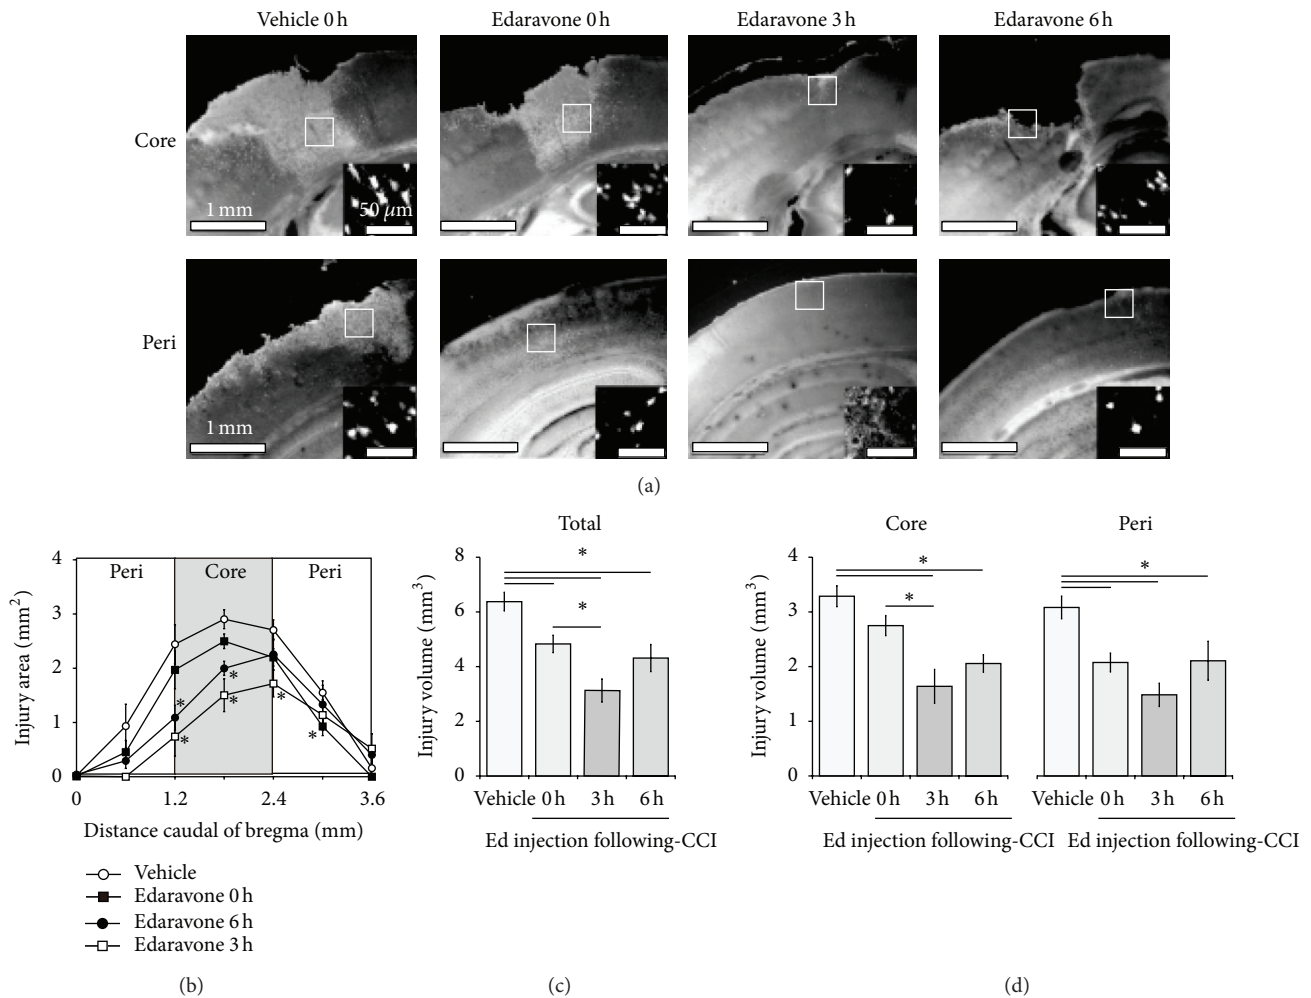 Vehicle 0 h Edaravone 0 h Edaravone 3 h Edaravone 6 h
Core
1 mm 50 μm
Peri
1 mm
(a)
4 3 2 1 0
Injury area (mm²)
Peri Core Peri
0 1.2 2.4 3.6
Distance caudal of bregma (mm)
Vehicle
Edaravone 0 h
Edaravone 6 h
Edaravone 3 h
* * * * * *
(b)
Total
8 6 4 2 0
Injury volume (mm³)
*
*
Vehicle 0 h 3 h 6 h
Ed injection following-CCI
(c)
Core
4 3 2 1 0
Injury volume (mm³)
*
*
Vehicle 0 h 3 h 6 h
Ed injection following-CCI
Peri
*
Vehicle 0 h 3 h 6 h
Ed injection following-CCI
(d)